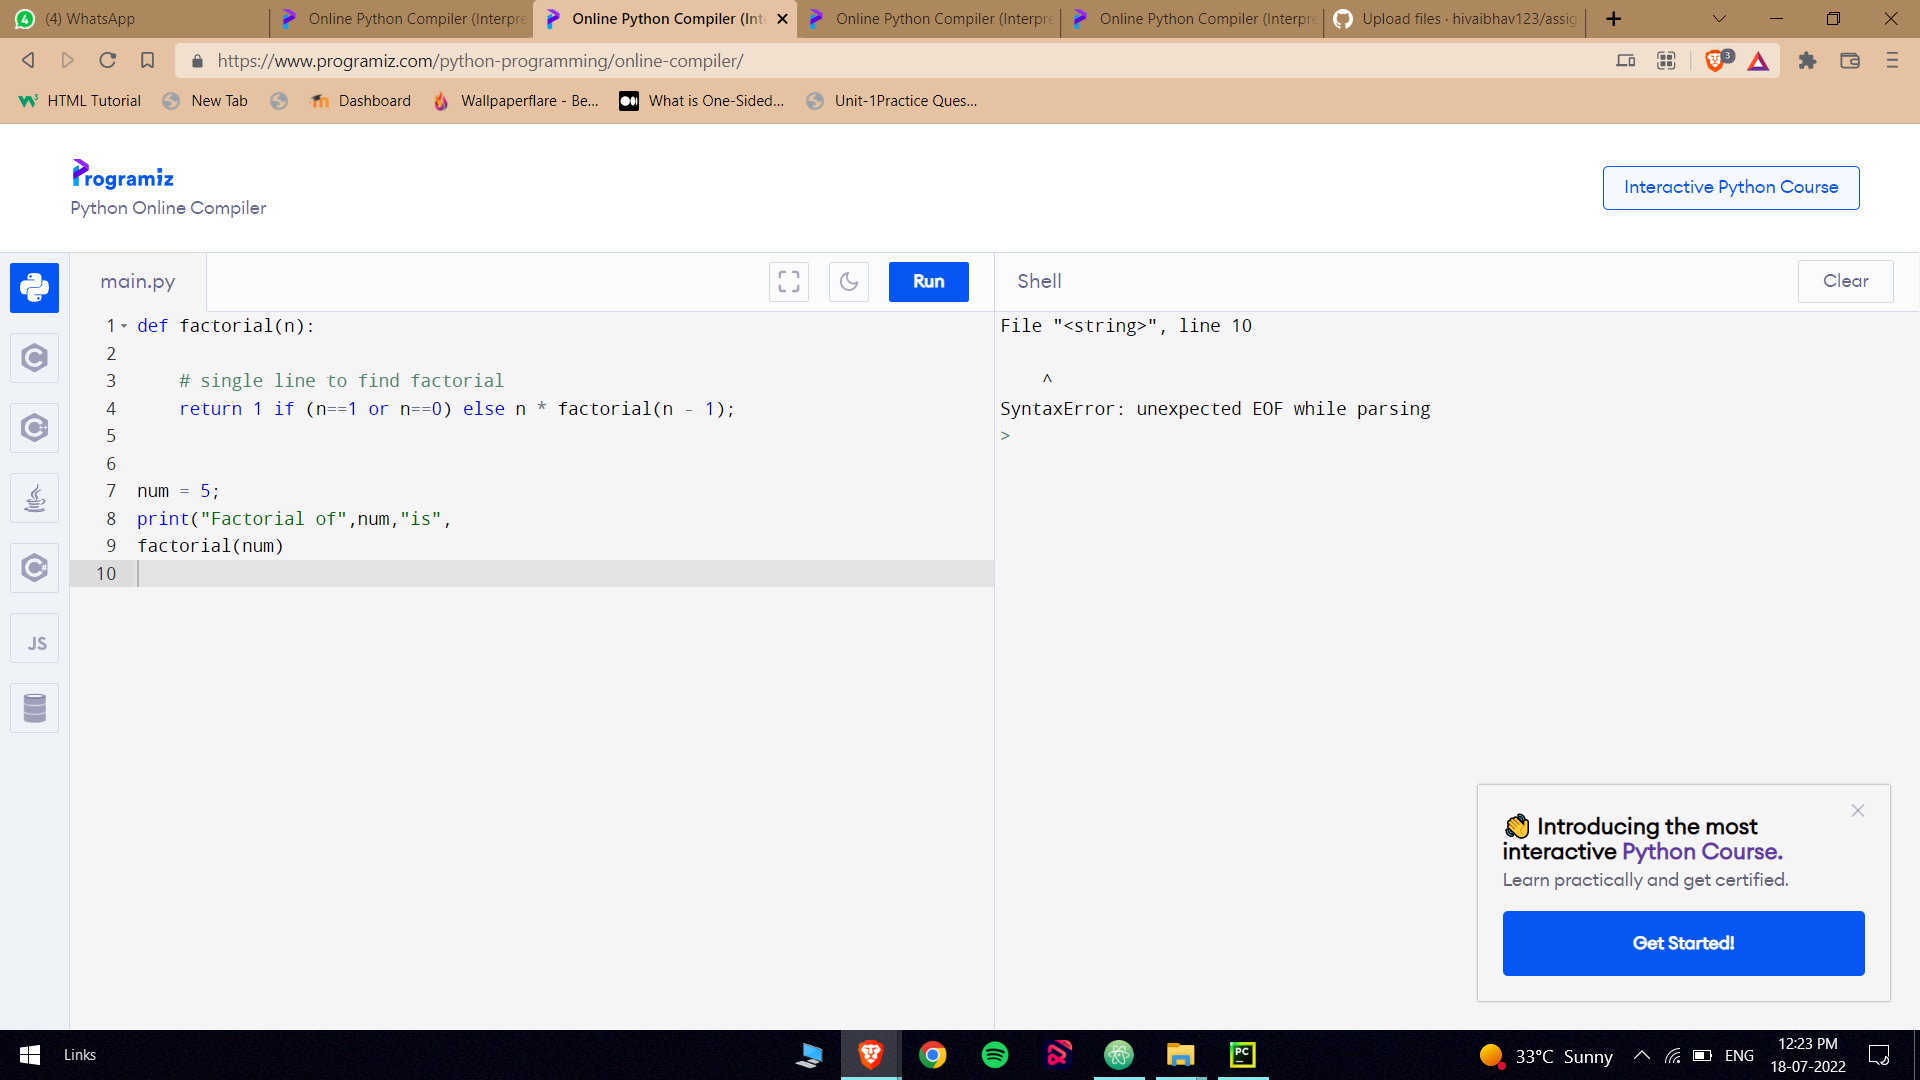 (4) WhatsApp
Online Python Compiler (Interpre
Online Python Compiler (Int
Online Python Compiler (Interpre
Online Python Compiler (Interpre
Upload files · hivaibhav123/assig
https://www.programiz.com/python-programming/online-compiler/
3
HTML Tutorial
New Tab
Dashboard
Wallpaperflare - Be...
What is One-Sided...
Unit-1Practice Ques...
Programiz
Python Online Compiler
Interactive Python Course
main.py
Run
Shell
Clear
1 def factorial(n):
2
3 # single line to find factorial
4 return 1 if (n==1 or n==0) else n * factorial(n - 1);
5
6
7 num = 5;
8 print("Factorial of",num,"is",
9 factorial(num)
10
File "<string>", line 10
^
SyntaxError: unexpected EOF while parsing
>
JS
👋 Introducing the most
interactive Python Course.
Learn practically and get certified.
Get Started!
Links
PC
33°C Sunny
ENG
12:23 PM
18-07-2022